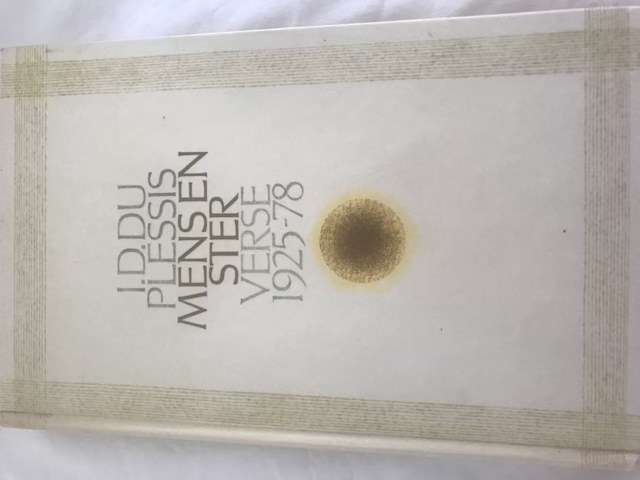 I.D.DU
PLESSIS
MENS EN
STER
VERSE
1925-78